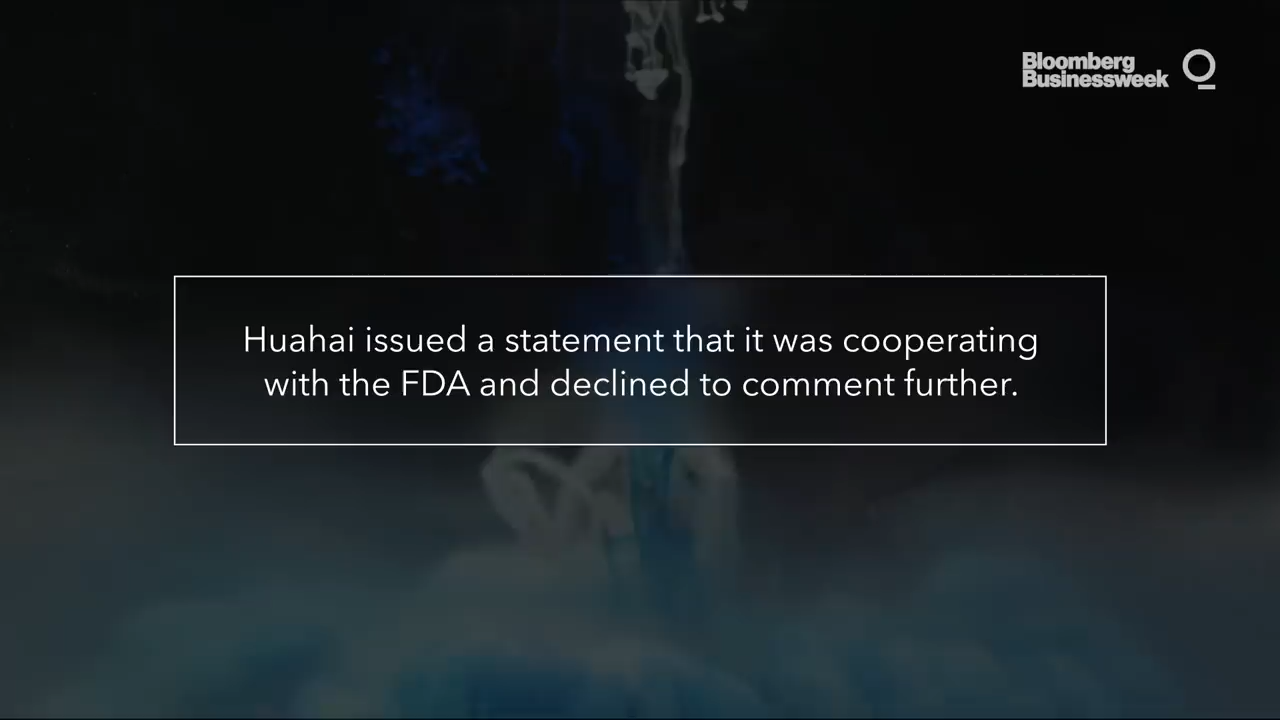 Bloomberg
Businessweek
Huahai issued a statement that it was cooperating
with the FDA and declined to comment further.